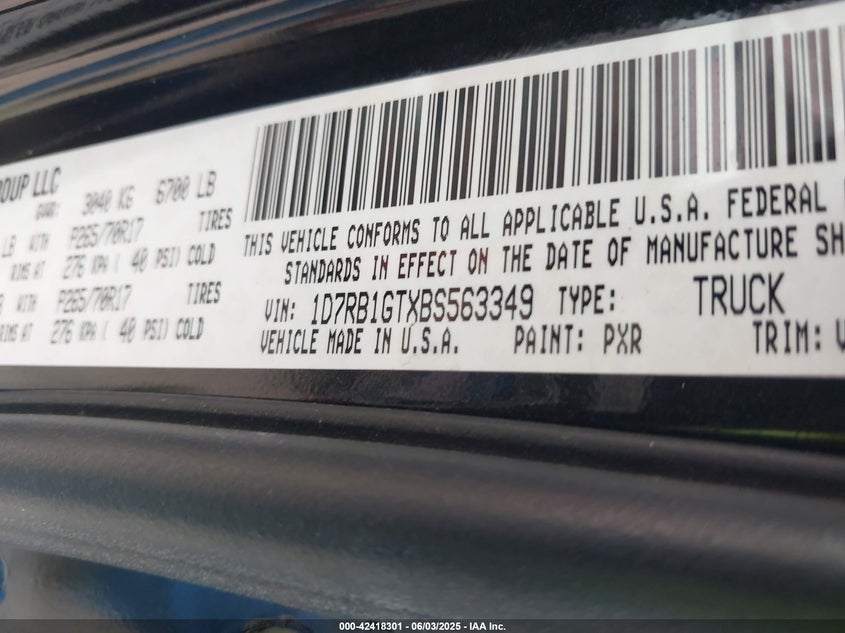 ROUP LLC
GWR: 3040 KG 6700 LB
LB WITH P265/70R17 TIRES
RIMS AT 276 KPA ( 40 PSI) COLD
LB WITH P265/70R17 TIRES
RIMS AT 276 KPA ( 40 PSI) COLD
THIS VEHICLE CONFORMS TO ALL APPLICABLE U.S.A. FEDERAL
STANDARDS IN EFFECT ON THE DATE OF MANUFACTURE SH
VIN: 1D7RB1GTXBS563349 TYPE: TRUCK
VEHICLE MADE IN U.S.A. PAINT: PXR TRIM:
000-42418301 - 06/03/2025 - IAA Inc.